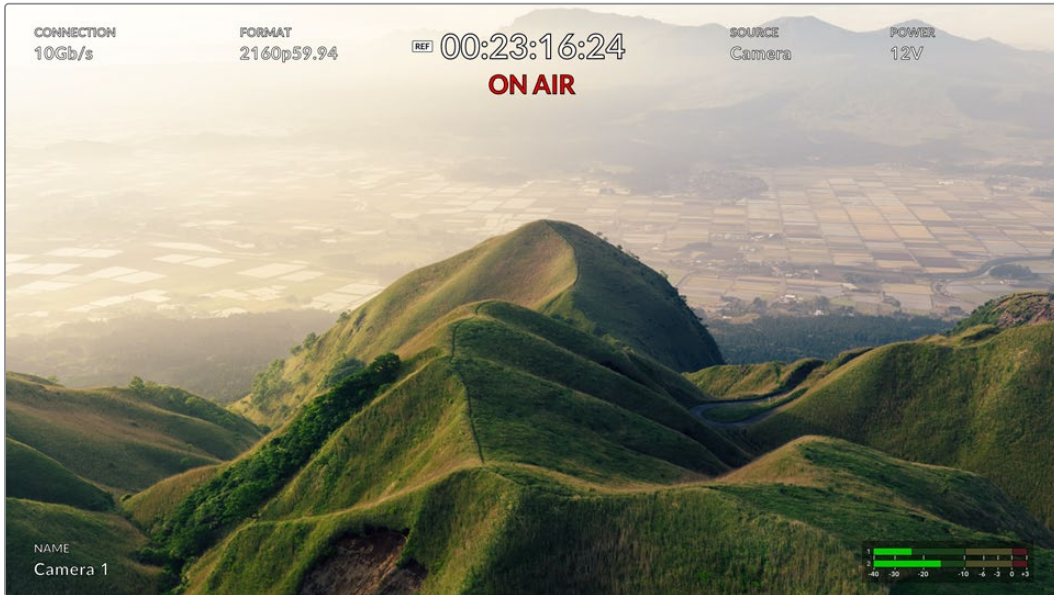 CONNECTION
10Gb/s
FORMAT
2160p59.94
REF 00:23:16:24
ON AIR
SOURCE
Camera
POWER
12V
NAME
Camera 1
1
2
-40 -30 -20 -10 -6 -3 0 +3